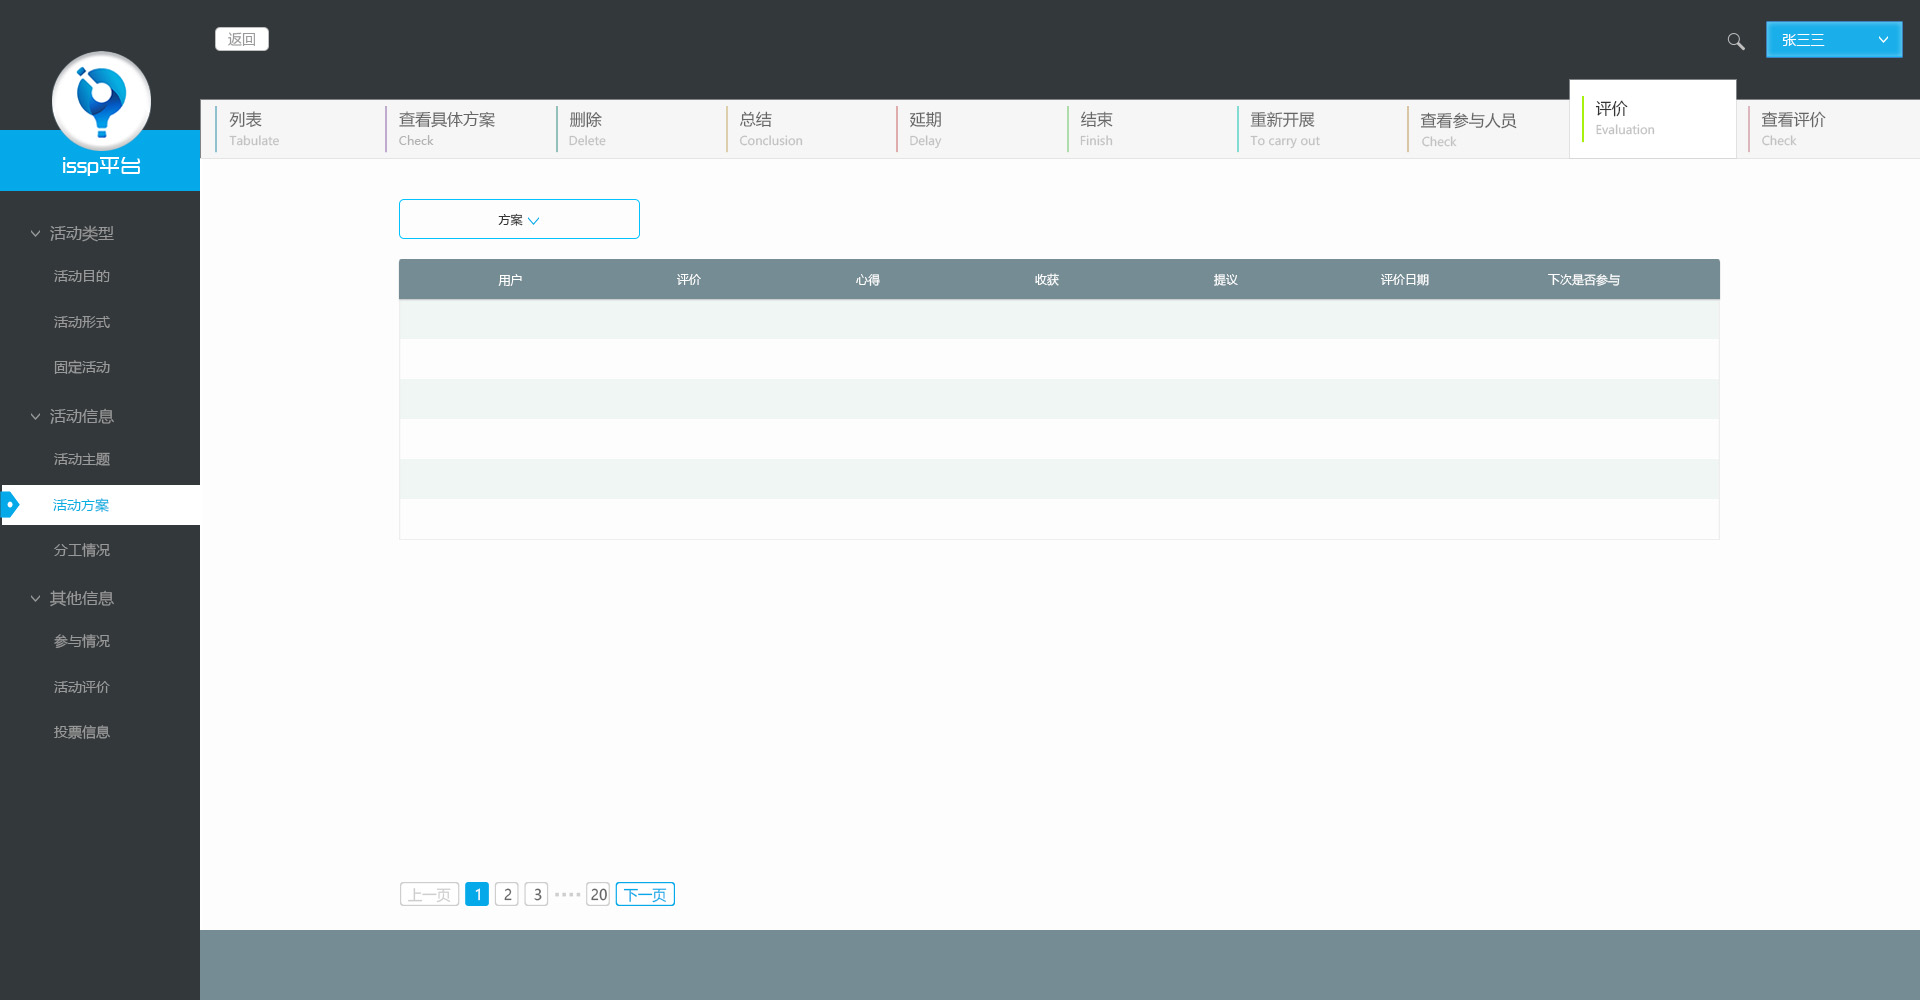 返回
张三三
issp平台
列表
Tabulate
查看具体方案
Check
删除
Delete
总结
Conclusion
延期
Delay
结束
Finish
重新开展
To carry out
查看参与人员
Check
评价
Evaluation
查看评价
Check
活动类型
活动目的
活动形式
固定活动
活动信息
活动主题
活动方案
分工情况
其他信息
参与情况
活动评价
投票信息
方案
用户 评价 心得 收获 提议 评价日期 下次是否参与
上一页 1 2 3 ···· 20 下一页